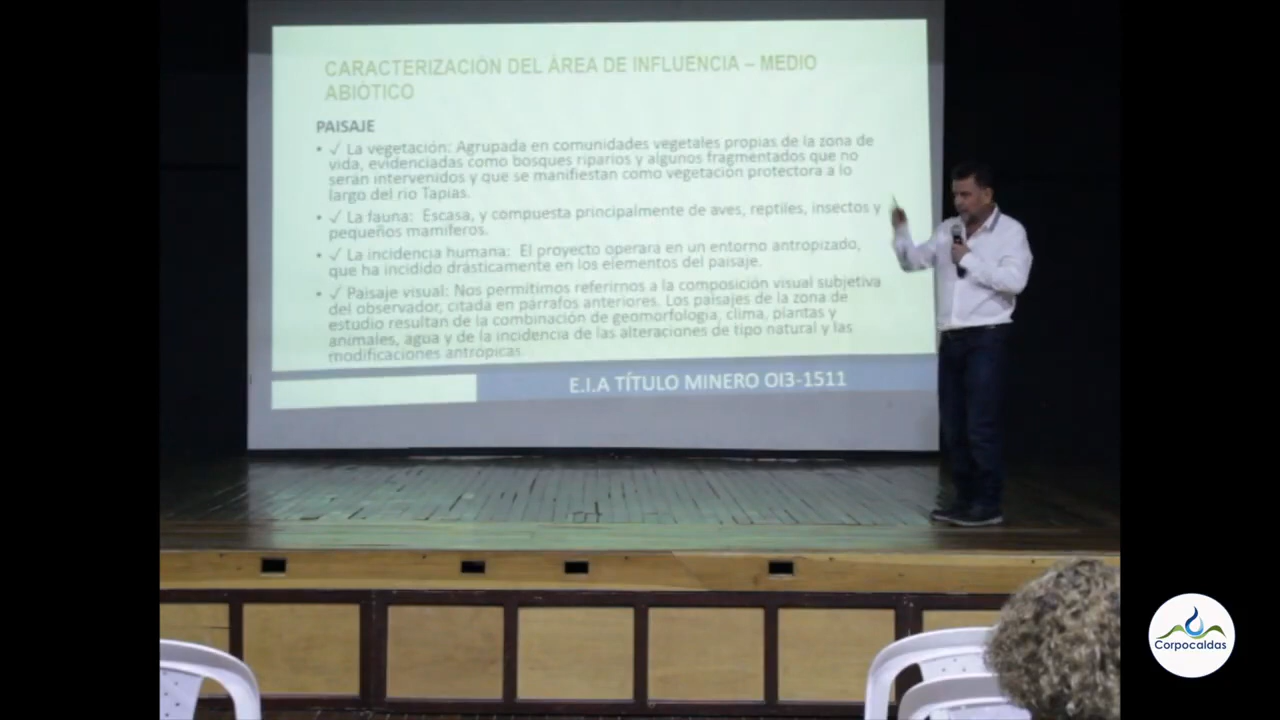 CARACTERIZACIÓN DEL ÁREA DE INFLUENCIA – MEDIO
ABIÓTICO
PAISAJE
• ✓ La vegetación: Agrupada en comunidades vegetales propias de la zona de
vida, evidenciadas como bosques riparios y algunos fragmentados que no
serán intervenidos y que se manifiestan como vegetación protectora a lo
largo del rio Tapias.
• ✓ La fauna: Escasa, y compuesta principalmente de aves, reptiles, insectos y
pequeños mamíferos.
• ✓ La incidencia humana: El proyecto operara en un entorno antropizado,
que ha incidido drásticamente en los elementos del paisaje.
• ✓ Paisaje visual: Nos permitimos referirnos a la composición visual subjetiva
del observador, citada en párrafos anteriores. Los paisajes de la zona de
estudio resultan de la combinación de geomorfologia, clima, plantas y
animales, agua y de la incidencia de las alteraciones de tipo natural y las
modificaciones antrópicas.
E.I.A TÍTULO MINERO OI3-1511
Corpocaldas